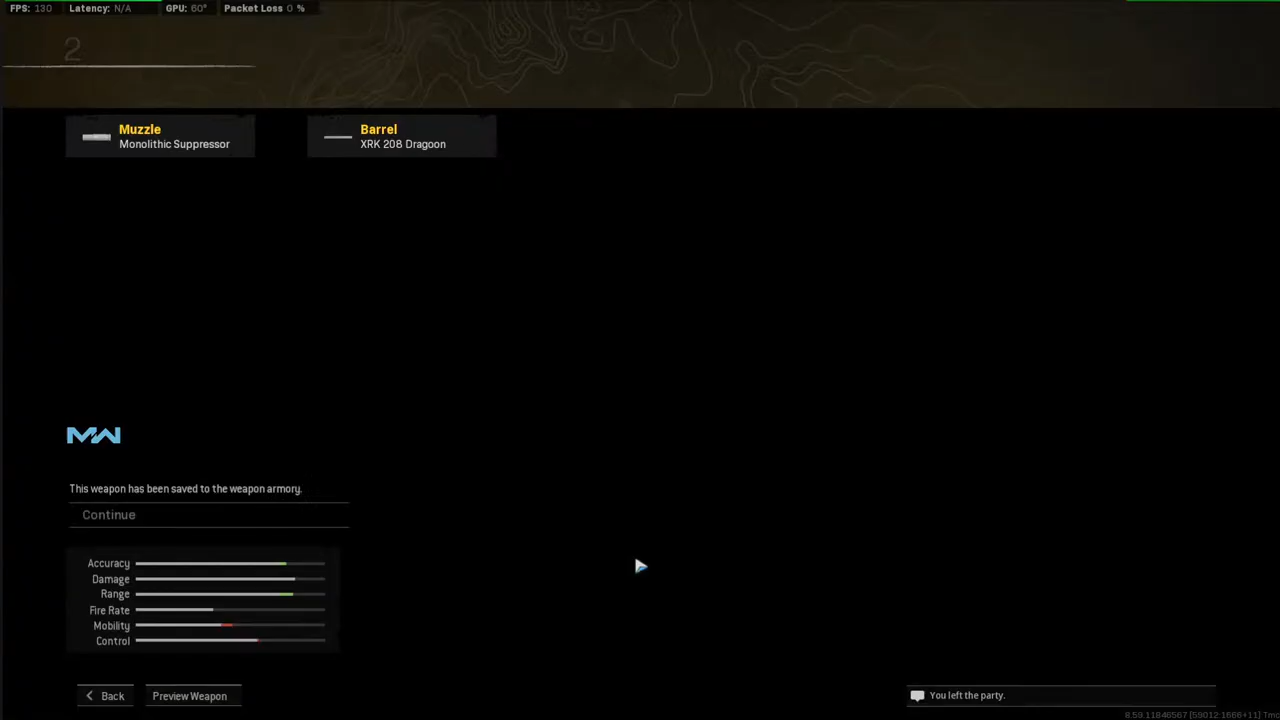 FPS: 130 Latency: N/A GPU: 60° Packet Loss 0 %
2
Muzzle
Monolithic Suppressor
Barrel
XRK 208 Dragoon
MW
This weapon has been saved to the weapon armory.
Continue
Accuracy
Damage
Range
Fire Rate
Mobility
Control
Back
Preview Weapon
You left the party.